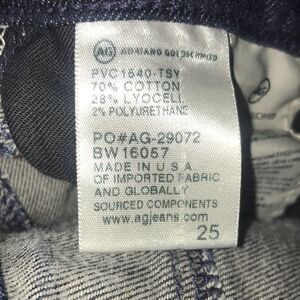 AG ADRIANO GOLDSCHMIED
PVC1540-TSY
70% COTTON
28% LYOCELL
2% POLYURETHANE
PO#AG-29072
BW16057
MADE IN USA
OF IMPORTED FABRIC
AND GLOBALLY
SOURCED COMPONENTS
www.agjeans.com
25